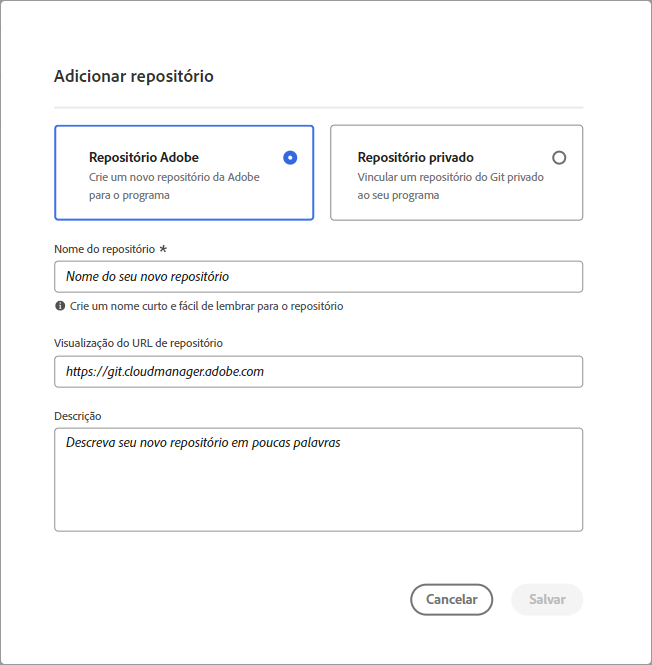 Adicionar repositório
Repositório Adobe
Crie um novo repositório da Adobe
para o programa
Repositório privado
Vincular um repositório do Git privado
ao seu programa
Nome do repositório *
Nome do seu novo repositório
Crie um nome curto e fácil de lembrar para o repositório
Visualização do URL de repositório
https://git.cloudmanager.adobe.com
Descrição
Descreva seu novo repositório em poucas palavras
Cancelar
Salvar